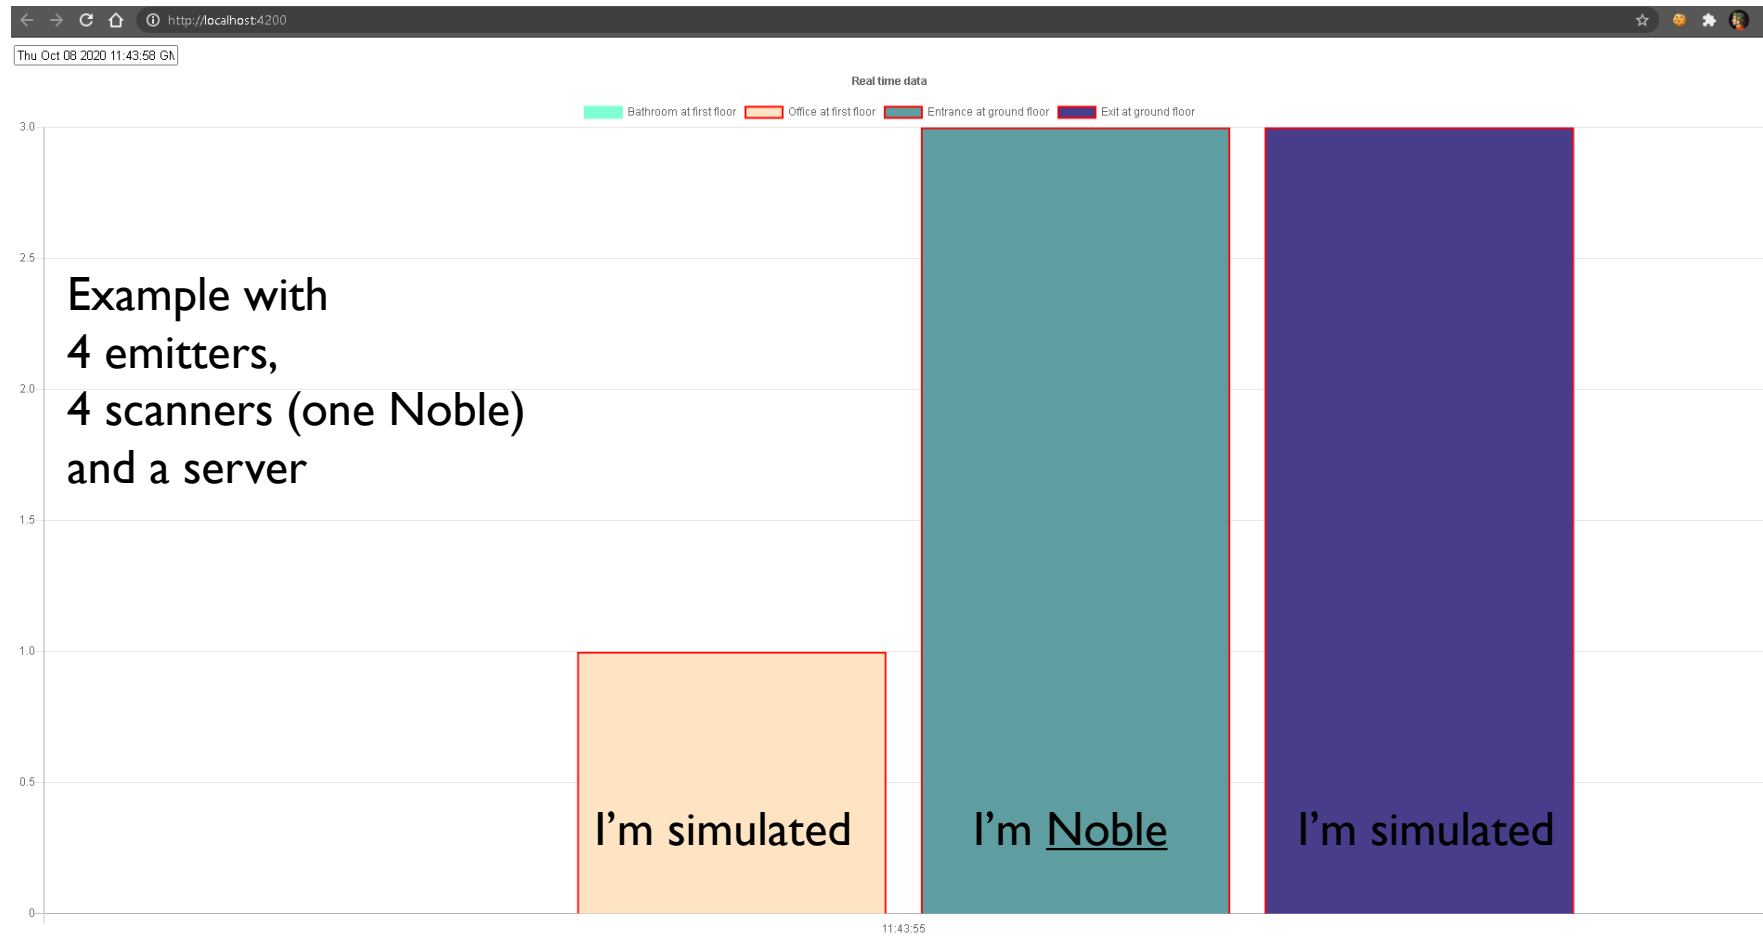 http://localhost:4200
Thu Oct 08 2020 11:43:58 GM
Real time data
Bathroom at first floor Office at first floor Entrance at ground floor Exit at ground floor
3.0
2.5
Example with
4 emitters,
2.0
4 scanners (one Noble)
and a server
1.5
1.0
0.5
I'm simulated I'm Noble I'm simulated
0
11:43:55